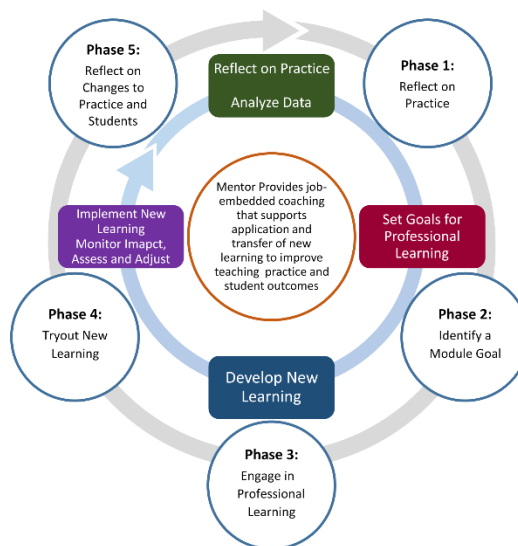 Phase 5:
Reflect on
Changes to
Practice and
Students
Reflect on Practice
Analyze Data
Phase 1:
Reflect on
Practice
Mentor Provides job-
embedded coaching
that supports
application and
transfer of new
learning to improve
teaching practice and
student outcomes
Implement New
Learning
Monitor Imapct,
Assess and Adjust
Set Goals for
Professional
Learning
Phase 4:
Tryout New
Learning
Phase 2:
Identify a
Module Goal
Develop New
Learning
Phase 3:
Engage in
Professional
Learning